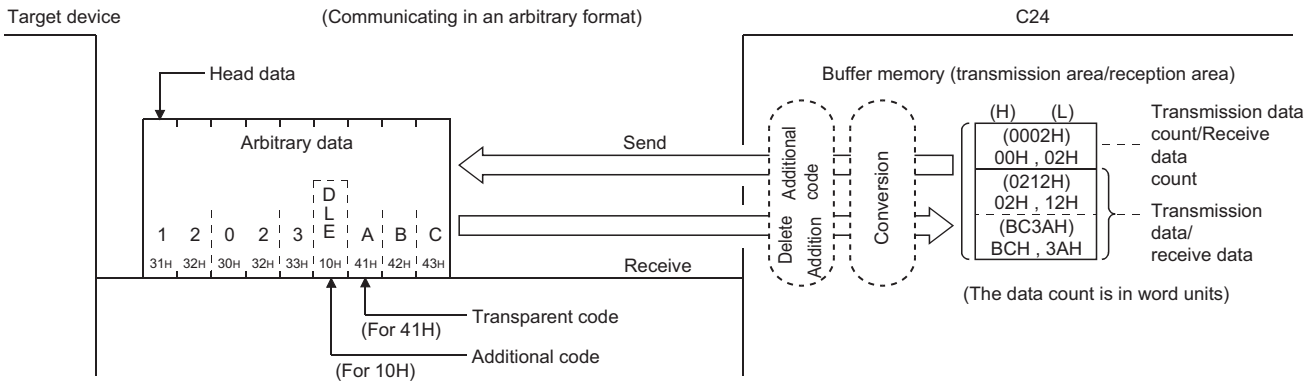 Target device
(Communicating in an arbitrary format)
C24
Head data
Arbitrary data
D
L
E
1 2 0 2 3 A B C
31H 32H 30H 32H 33H 10H 41H 42H 43H
Send
Receive
Transparent code
(For 41H)
Additional code
(For 10H)
Buffer memory (transmission area/reception area)
Delete Additional
Addition code
Conversion
(H) (L)
(0002H)
00H , 02H
(0212H)
02H , 12H
(BC3AH)
BCH , 3AH
Transmission data
count/Receive
data
count
Transmission
data/
receive data
(The data count is in word units)